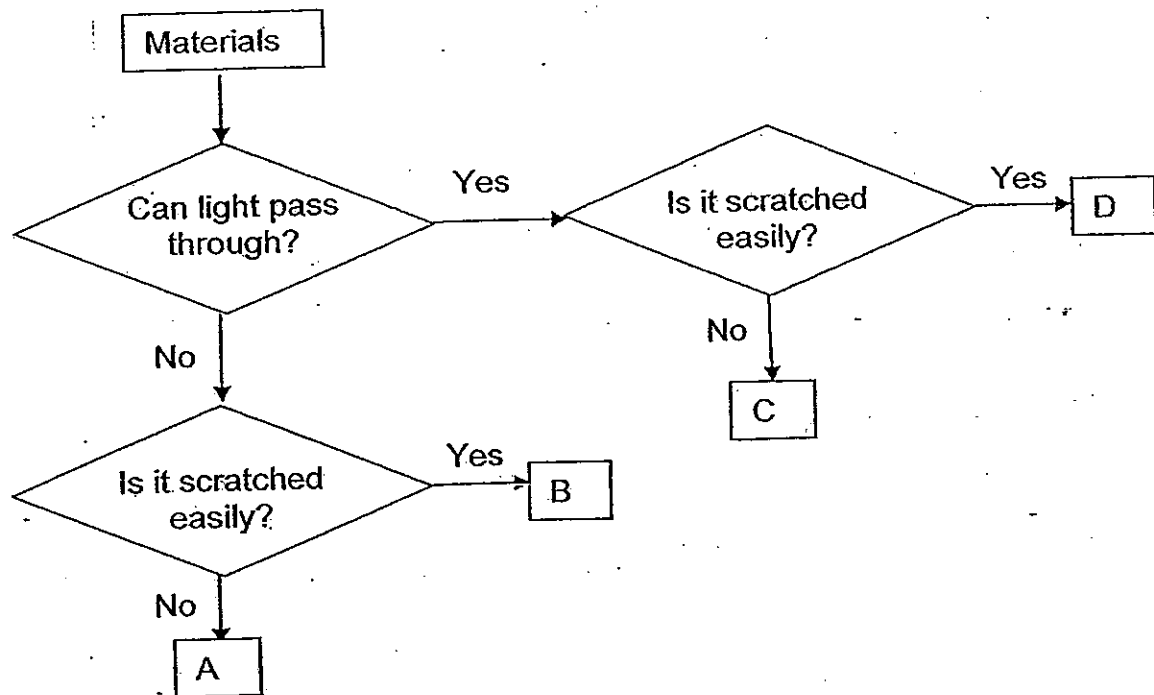 Materials
Can light pass
through?
Yes
Is it scratched
easily?
Yes
D
No
C
No
Is it scratched
easily?
Yes
B
No
A